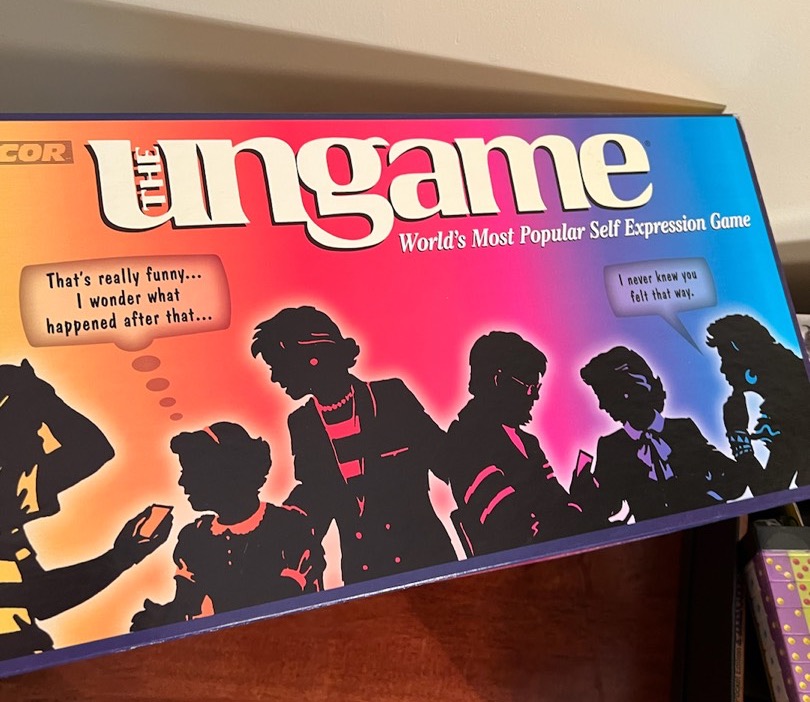 COR
THE ungame
World's Most Popular Self Expression Game
That's really funny...
I wonder what
happened after that...
I never knew you
felt that way.